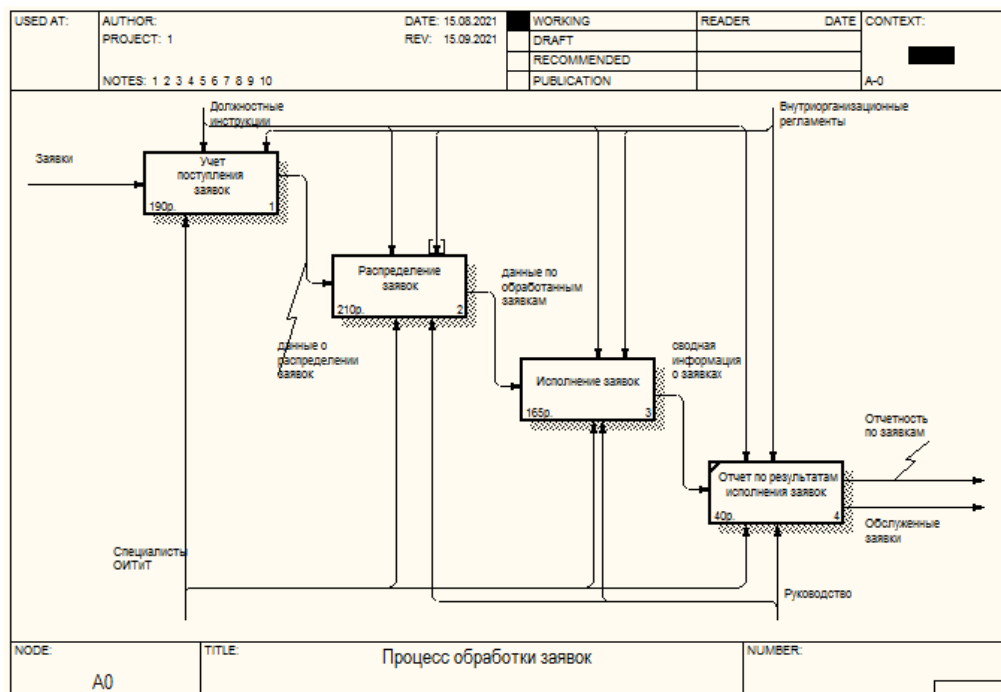 USED AT:
AUTHOR:
DATE: 15.08.2021
PROJECT: 1
REV: 15.09.2021
NOTES: 1 2 3 4 5 6 7 8 9 10
WORKING
DRAFT
RECOMMENDED
PUBLICATION
READER
DATE
CONTEXT:
A-0
Должностные
инструкции
Внутриорганизационные
регламенты
Заявки
Учет
поступления
заявок
190р.
1
Распределение
заявок
210р.
2
данные по
обработанным
заявкам
данные о
распределении
заявок
сводная
информация
о заявках
Исполнение заявок
165р.
3
Отчетность
по заявкам
Отчет по результатам
исполнения заявок
40р.
4
Обслуженные
заявки
Специалисты
ОИТиТ
Руководство
NODE:
A0
TITLE:
Процесс обработки заявок
NUMBER: